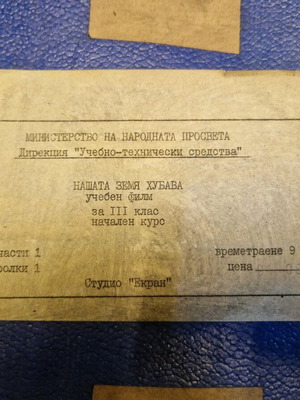 МИНИСТЕРСТВО НА НАРОДНАТА ПРОСВЕТА
Дирекция "Учебно-технически средства"
НАШАТА ЗЕМЯ ХУБАВА
учебен филм
за III клас
начален курс
части 1 времетраене 9
ролки 1 цена
Студио "Екран"